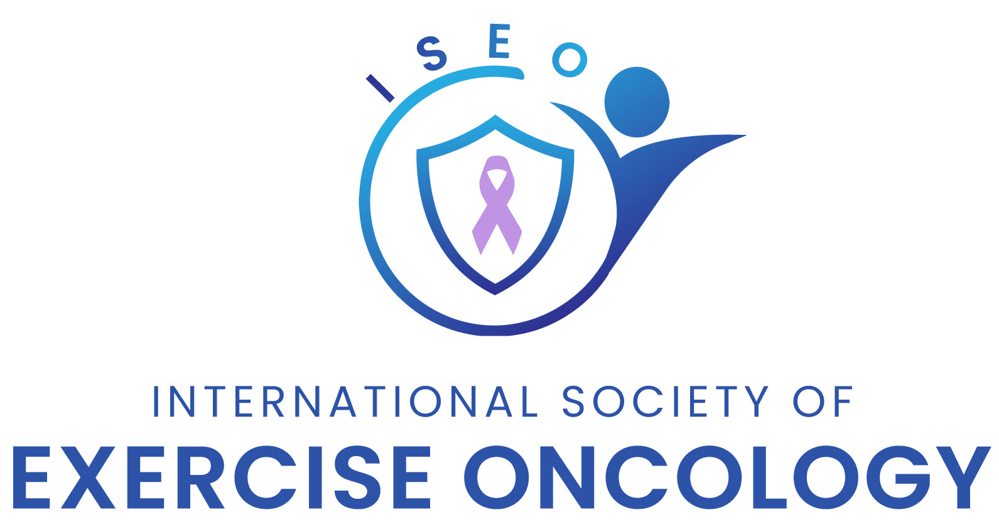 ISEO
INTERNATIONAL SOCIETY OF
EXERCISE ONCOLOGY